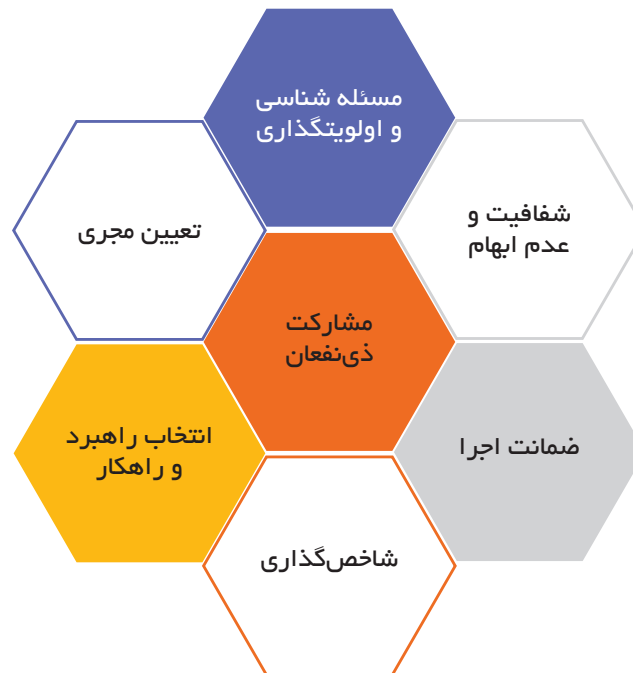 مسئله شناسی
و اولویتگذاری
شفافیت و
عدم ابهام
تعیین مجری
مشارکت
ذی‌نفعان
ضمانت اجرا
انتخاب راهبرد
و راهکار
شاخص‌گذاری